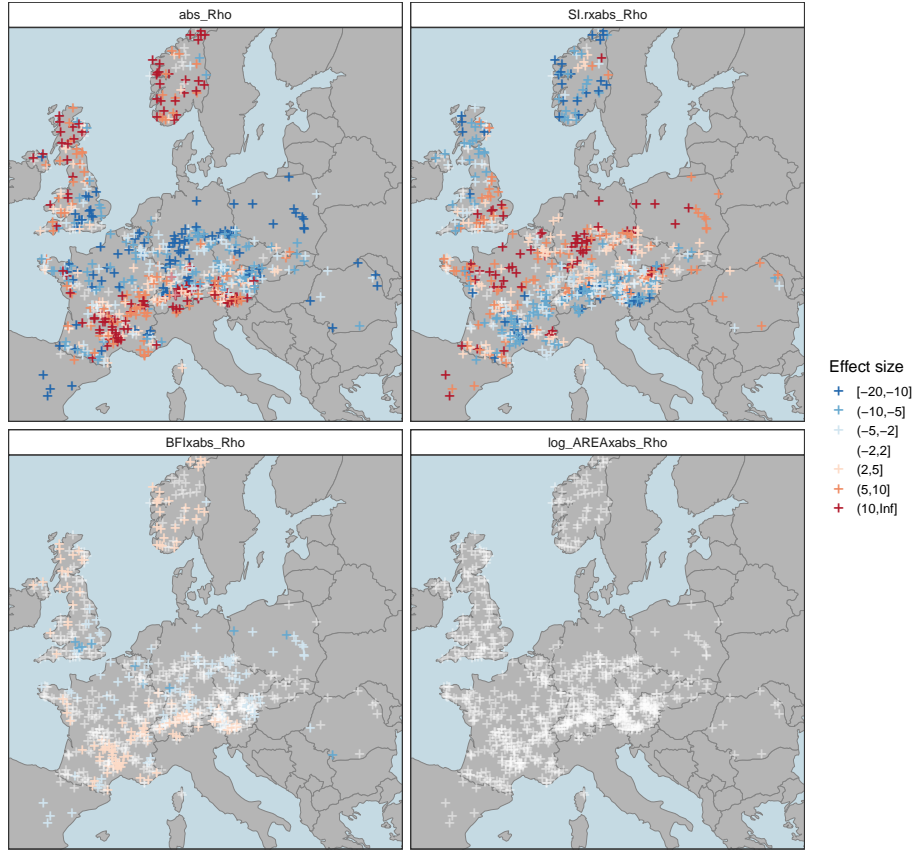 abs_Rho
SI.rxabs_Rho
BFIxabs_Rho
log_AREAxabs_Rho
Effect size
[−20,−10]
(−10,−5]
(−5,−2]
(−2,2]
(2,5]
(5,10]
(10,Inf]